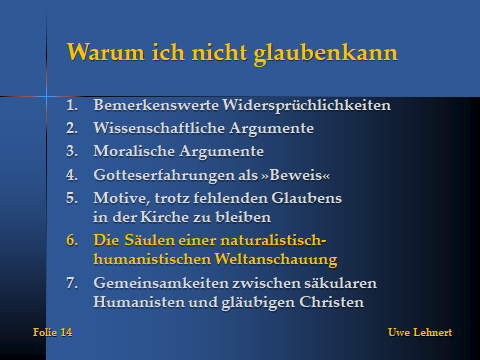 Warum ich nicht glaubenkann
1. Bemerkenswerte Widersprüchlichkeiten
2. Wissenschaftliche Argumente
3. Moralische Argumente
4. Gotteserfahrungen als »Beweis«
5. Motive, trotz fehlenden Glaubens
in der Kirche zu bleiben
6. Die Säulen einer naturalistisch-
humanistischen Weltanschauung
7. Gemeinsamkeiten zwischen säkularen
Humanisten und gläubigen Christen
Folie 14 Uwe Lehnert